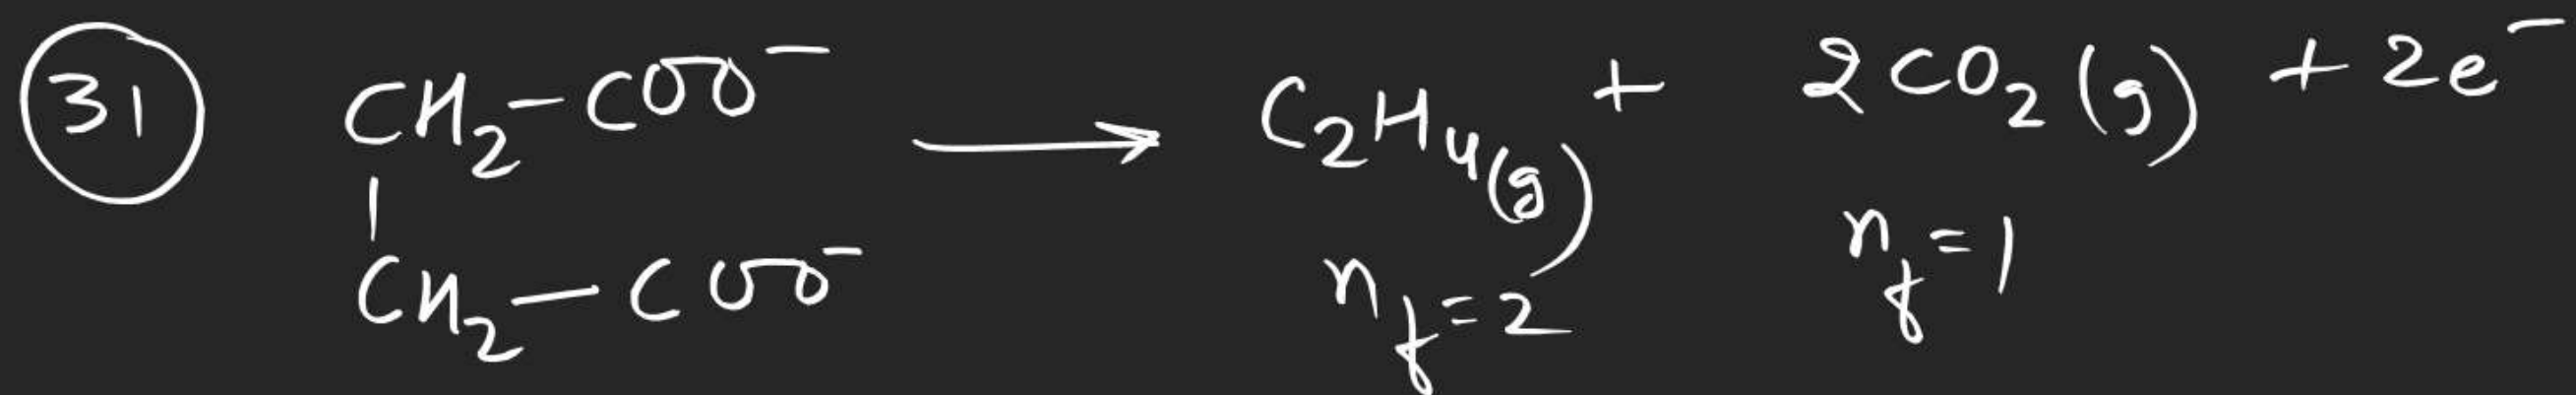 31 CH₂-COO⁻ ⟶ C₂H₄(g) + 2CO₂(g) + 2e⁻
|
CH₂-COO⁻ n_f=2 n_f=1